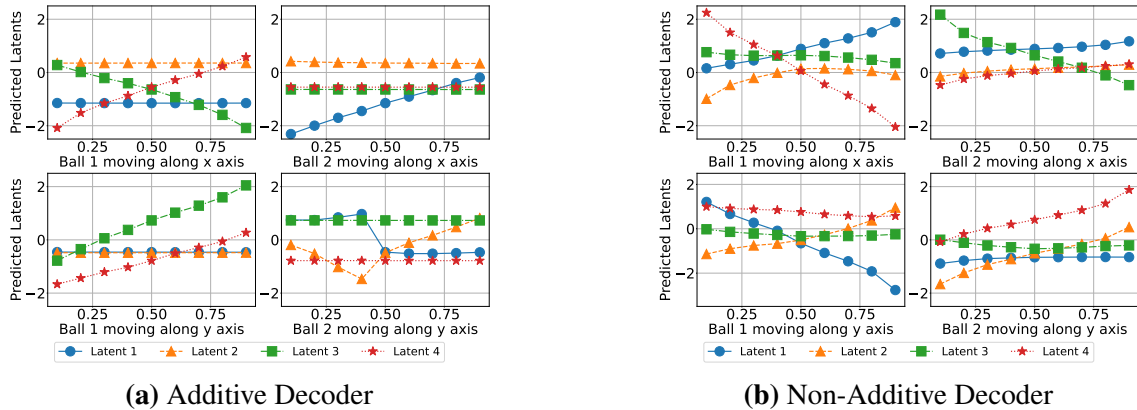 Predicted Latents
2
0
−2
0.25 0.50 0.75
Ball 1 moving along x axis
2
0
−2
0.25 0.50 0.75
Ball 2 moving along x axis
Predicted Latents
2
0
−2
0.25 0.50 0.75
Ball 1 moving along y axis
2
0
−2
0.25 0.50 0.75
Ball 2 moving along y axis
Latent 1 Latent 2 Latent 3 Latent 4
(a) Additive Decoder
Predicted Latents
2
0
−2
0.25 0.50 0.75
Ball 1 moving along x axis
2
0
−2
0.25 0.50 0.75
Ball 2 moving along x axis
Predicted Latents
2
0
−2
0.25 0.50 0.75
Ball 1 moving along y axis
2
0
−2
0.25 0.50 0.75
Ball 2 moving along y axis
Latent 1 Latent 2 Latent 3 Latent 4
(b) Non-Additive Decoder